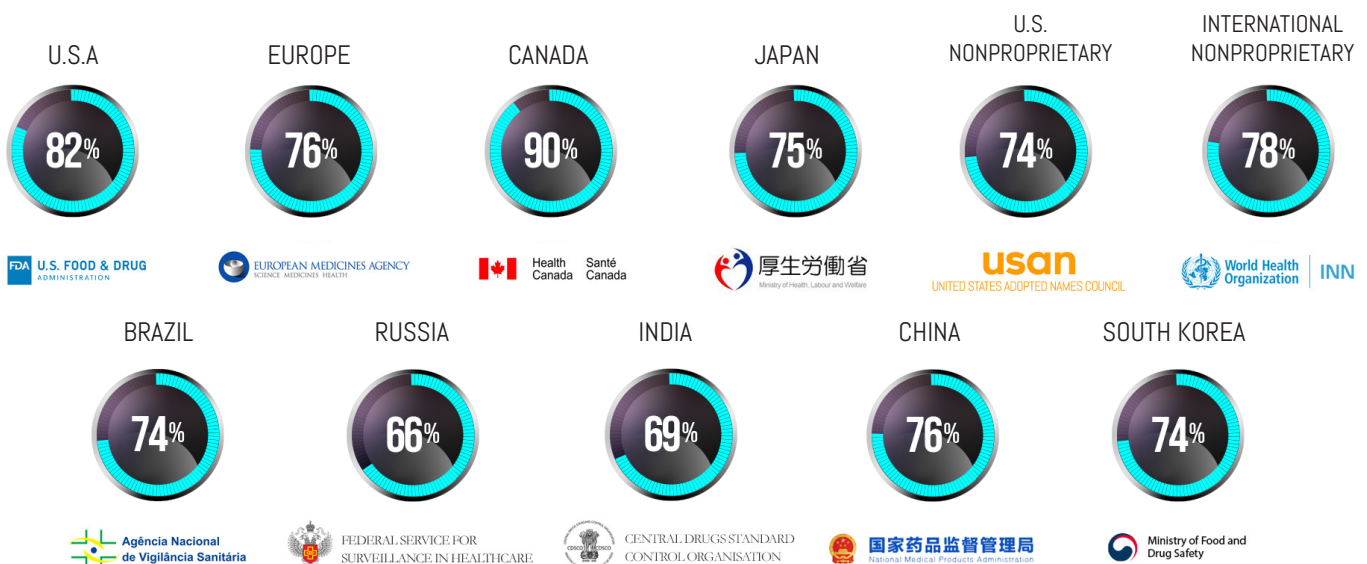 U.S.A
EUROPE
CANADA
JAPAN
U.S.
NONPROPRIETARY
INTERNATIONAL
NONPROPRIETARY
82%
76%
90%
75%
74%
78%
FDA
U.S. FOOD & DRUG
ADMINISTRATION
EUROPEAN MEDICINES AGENCY
SCIENCE MEDICINES HEALTH
Health Santé
Canada Canada
厚生労働省
Ministry of Health, Labour and Welfare
usan
UNITED STATES ADOPTED NAMES COUNCIL
World Health
Organization
INN
BRAZIL
RUSSIA
INDIA
CHINA
SOUTH KOREA
74%
66%
69%
76%
74%
Agência Nacional
de Vigilância Sanitária
FEDERAL SERVICE FOR
SURVEILLANCE IN HEALTHCARE
CDSCO
CENTRAL DRUGS STANDARD
CONTROL ORGANISATION
国家药品监督管理局
National Medical Products Administration
Ministry of Food and
Drug Safety